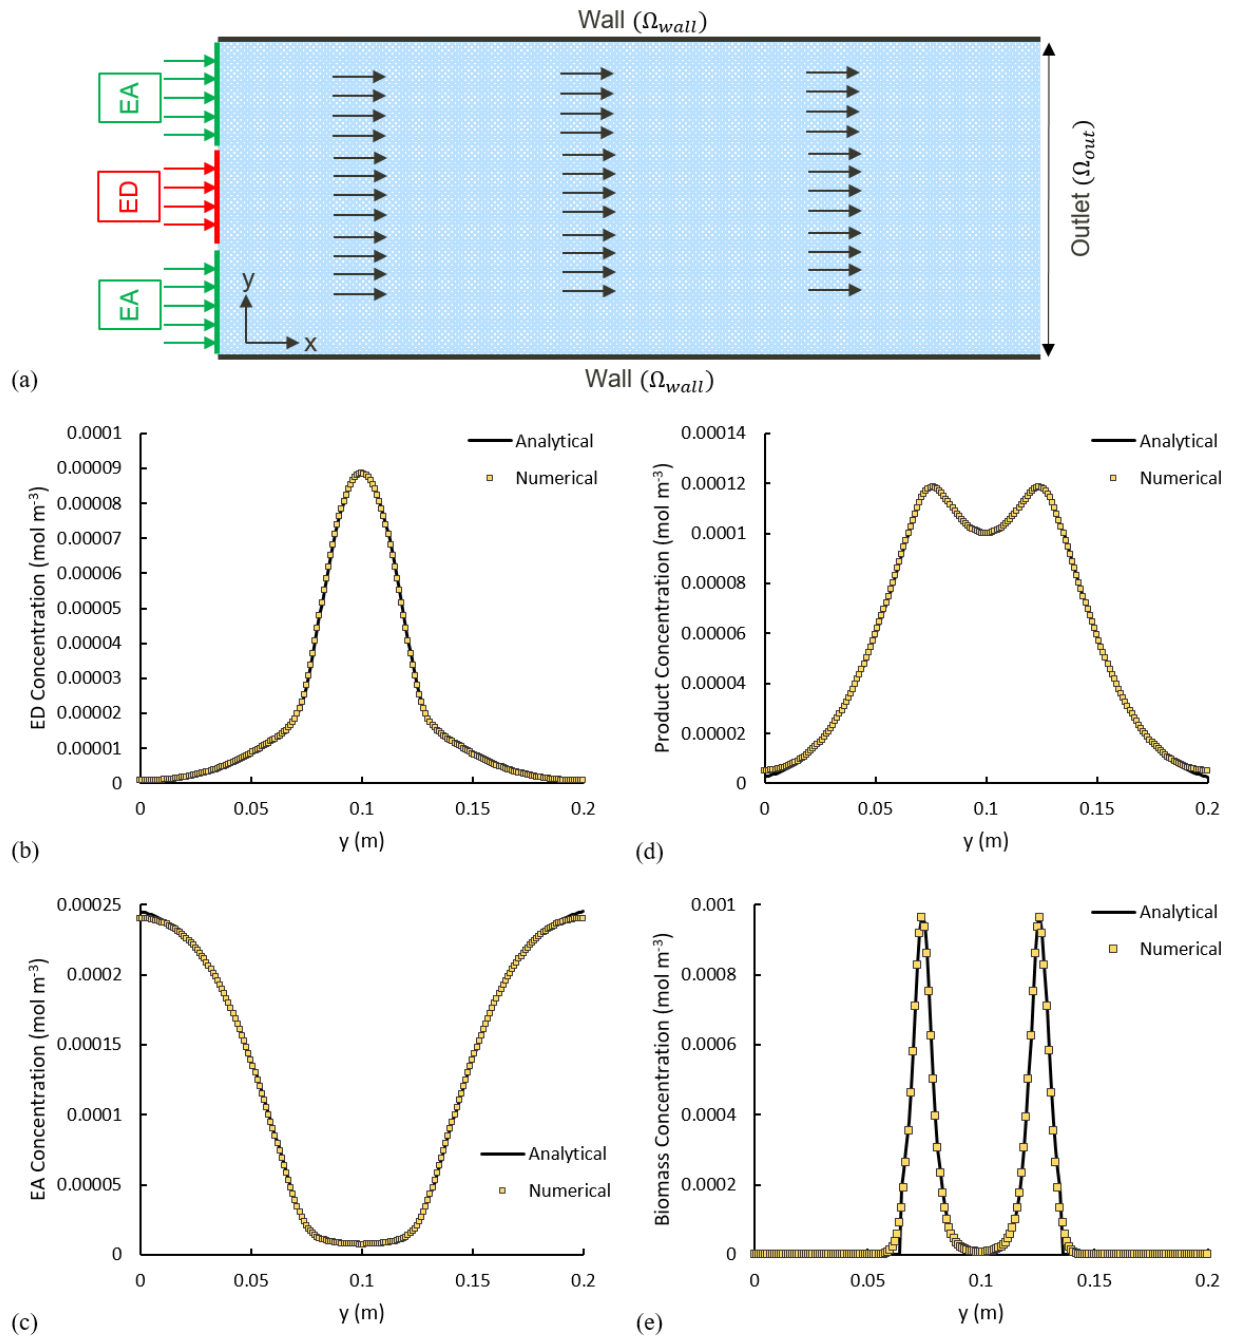 Wall (Ω_wall)
EA
ED
EA
y
x
Outlet (Ω_out)
Wall (Ω_wall)
(a)
0.0001
0.00009
0.00008
0.00007
0.00006
0.00005
0.00004
0.00003
0.00002
0.00001
0
ED Concentration (mol m⁻³)
Analytical
Numerical
0
0.05
0.1
0.15
0.2
y (m)
(b)
0.00014
0.00012
0.0001
0.00008
0.00006
0.00004
0.00002
0
Product Concentration (mol m⁻³)
Analytical
Numerical
0
0.05
0.1
0.15
0.2
y (m)
(d)
0.00025
0.0002
0.00015
0.0001
0.00005
0
EA Concentration (mol m⁻³)
Analytical
Numerical
0
0.05
0.1
0.15
0.2
y (m)
(c)
0.001
0.0008
0.0006
0.0004
0.0002
0
Biomass Concentration (mol m⁻³)
Analytical
Numerical
0
0.05
0.1
0.15
0.2
y (m)
(e)